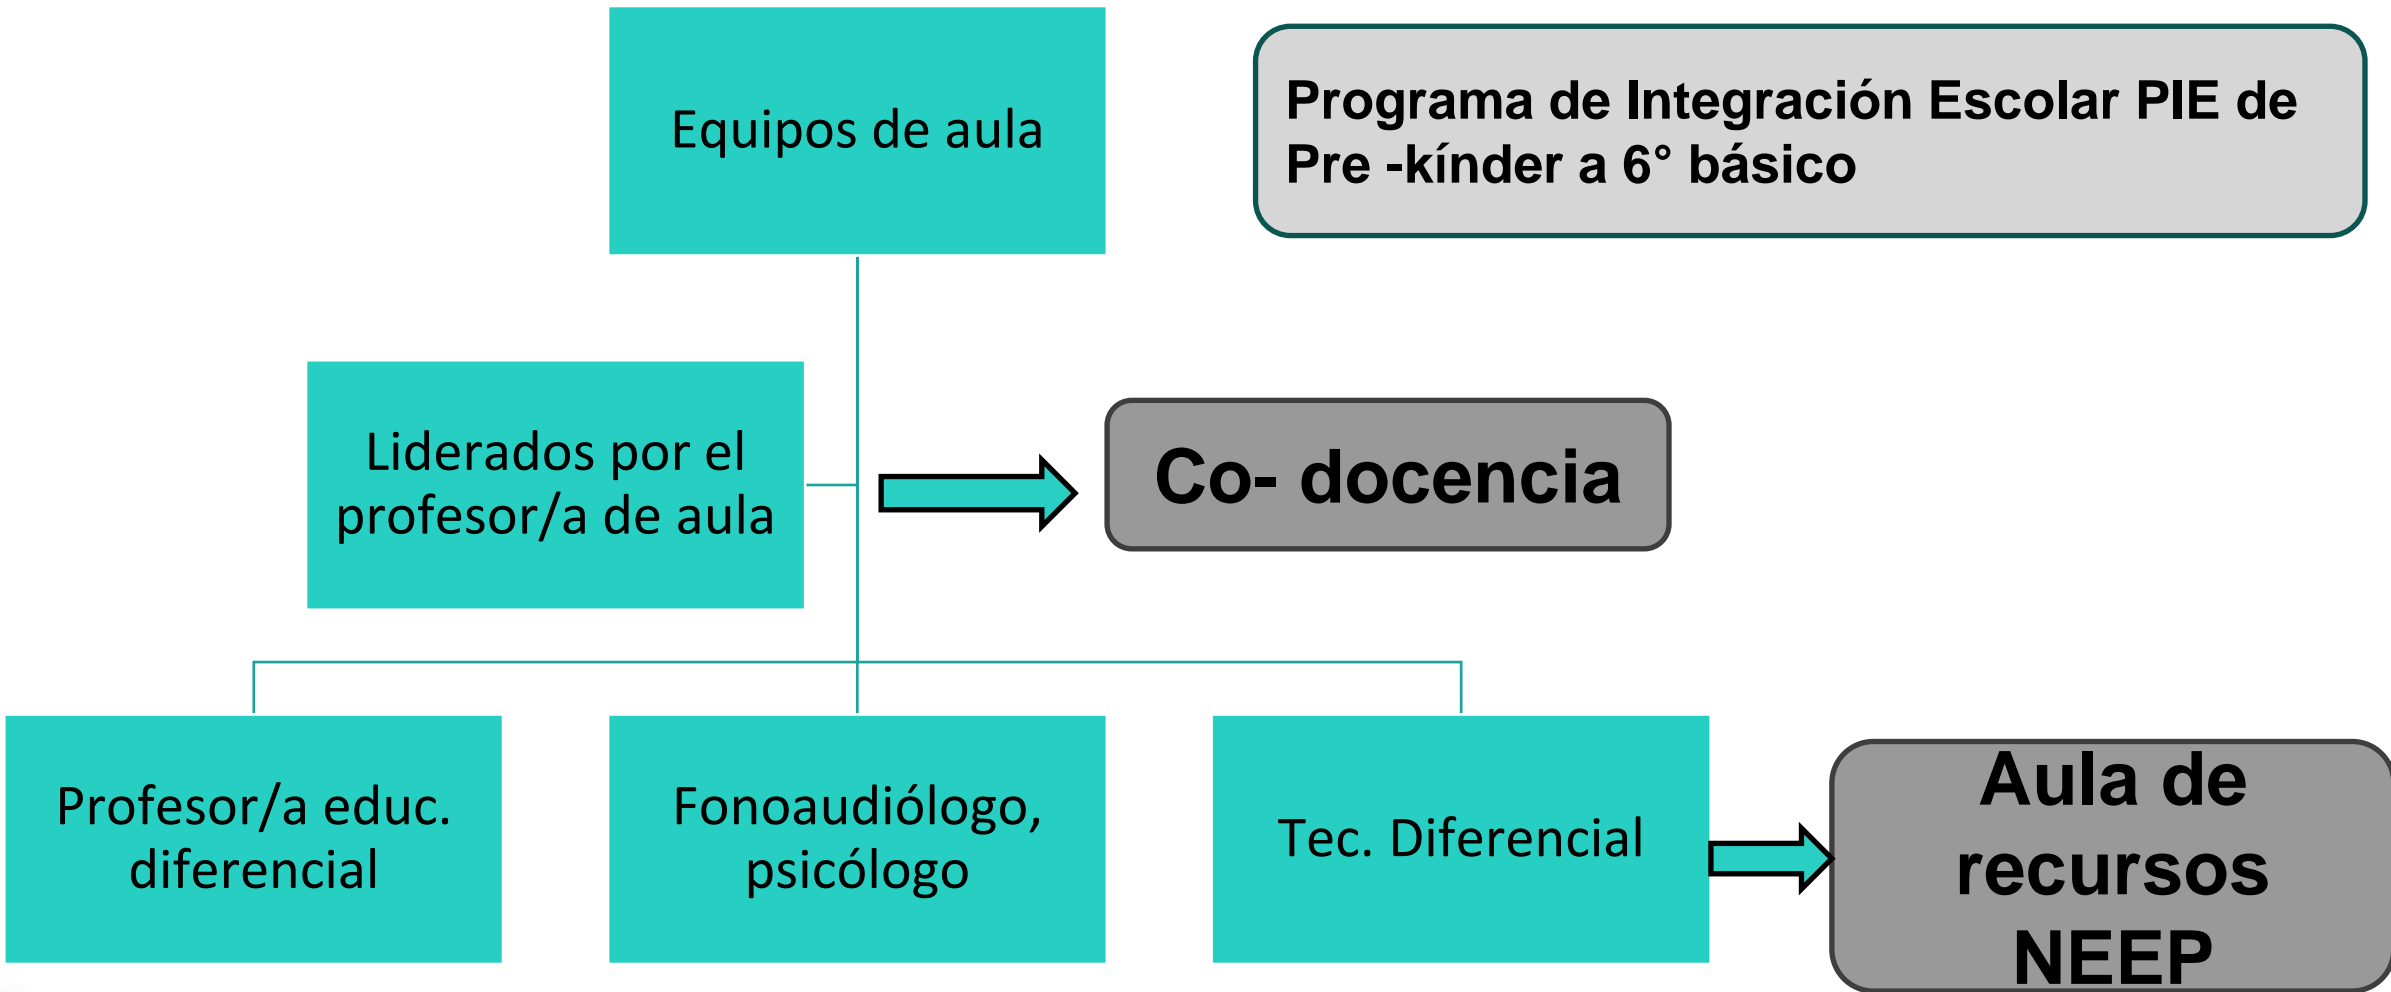 Equipos de aula
Programa de Integración Escolar PIE de
Pre -kínder a 6° básico
Liderados por el
profesor/a de aula
Co- docencia
Profesor/a educ.
diferencial
Fonoaudiólogo,
psicólogo
Tec. Diferencial
Aula de
recursos
NEEP